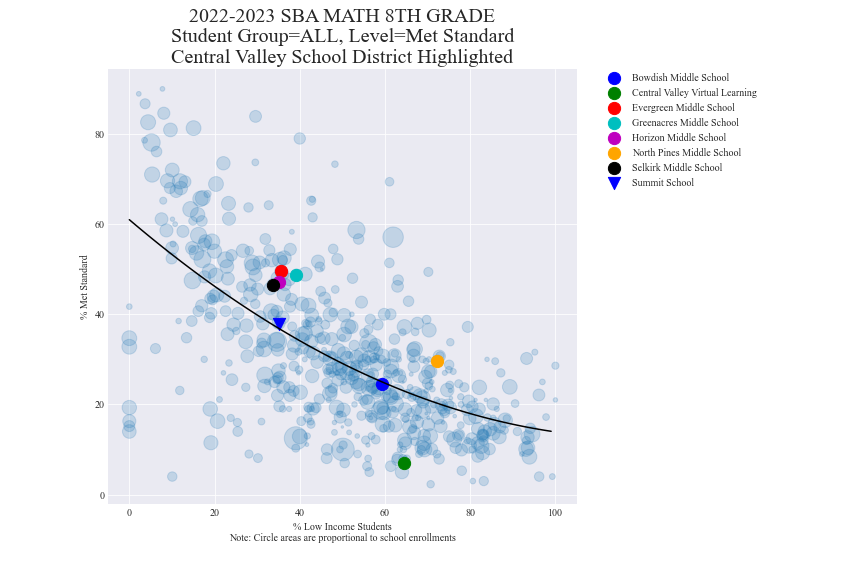 2022-2023 SBA MATH 8TH GRADE
Student Group=ALL, Level=Met Standard
Central Valley School District Highlighted
Bowdish Middle School
Central Valley Virtual Learning
Evergreen Middle School
Greenacres Middle School
Horizon Middle School
North Pines Middle School
Selkirk Middle School
Summit School
% Met Standard
80
60
40
20
0
0 20 40 60 80 100
% Low Income Students
Note: Circle areas are proportional to school enrollments